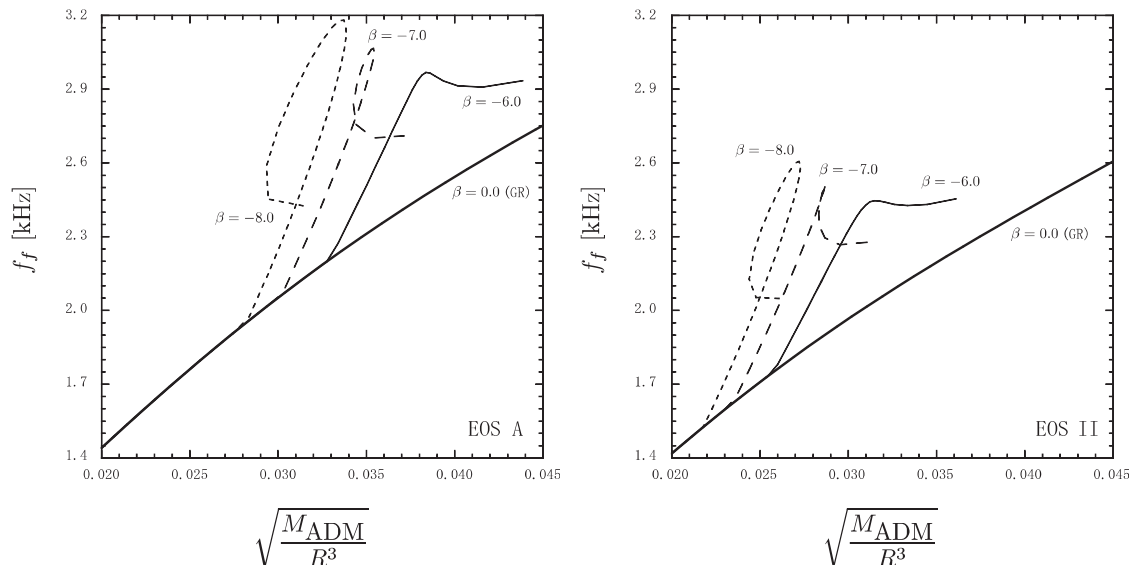 3.2
2.9
2.6
2.3
2.0
1.7
1.4
f_f [kHz]
β = −7.0
β = −6.0
β = 0.0 (GR)
β = −8.0
EOS A
0.020 0.025 0.030 0.035 0.040 0.045
√(M_ADM / R³)
3.2
2.9
2.6
2.3
2.0
1.7
1.4
f_f [kHz]
β = −8.0
β = −7.0
β = −6.0
β = 0.0 (GR)
EOS II
0.020 0.025 0.030 0.035 0.040 0.045
√(M_ADM / R³)